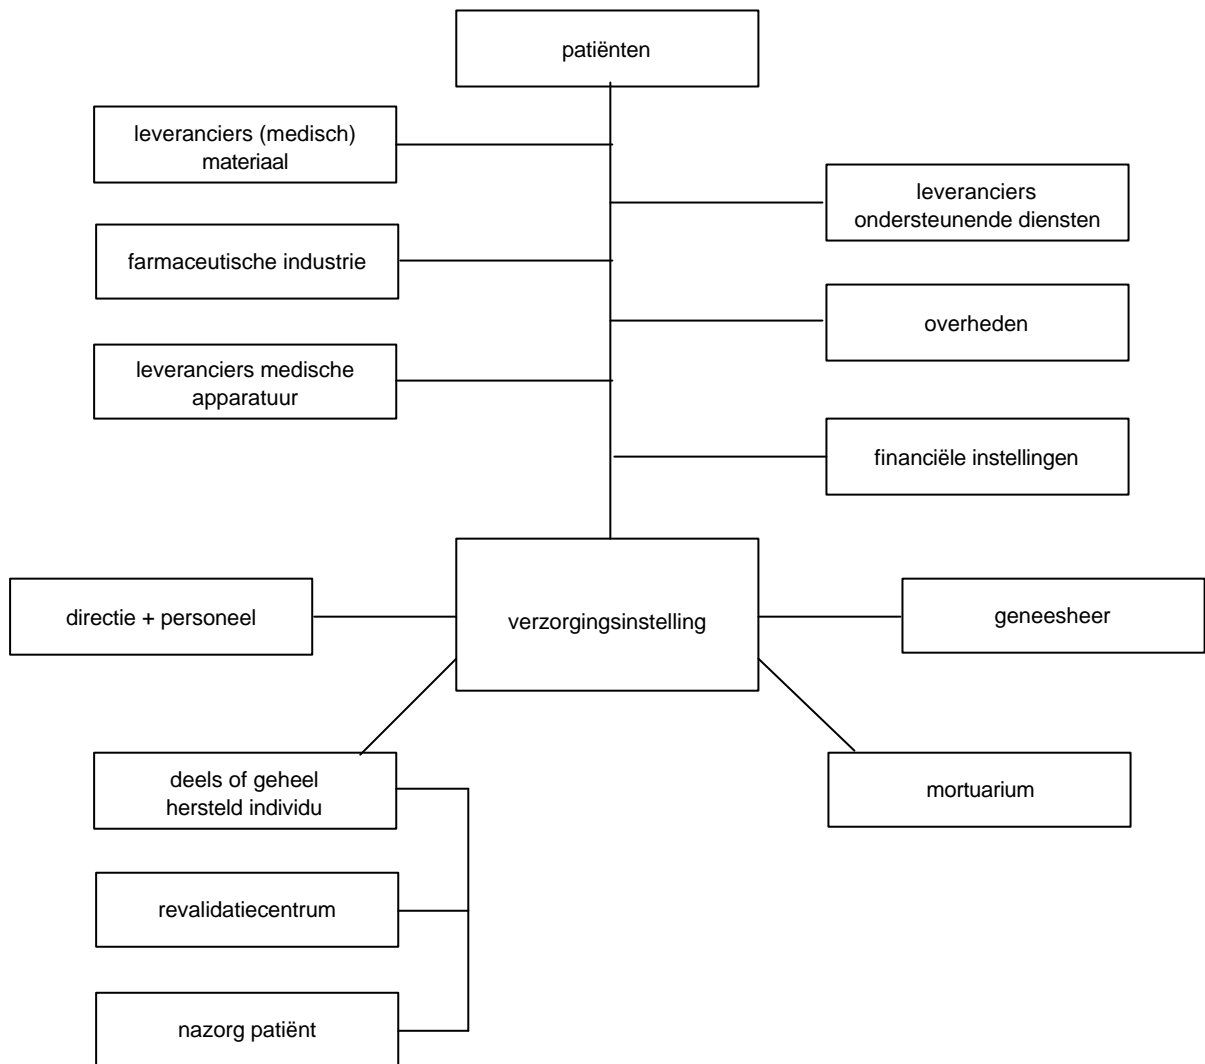 patiënten
leveranciers (medisch)
materiaal
leveranciers
ondersteunende diensten
farmaceutische industrie
overheden
leveranciers medische
apparatuur
financiële instellingen
directie + personeel
verzorgingsinstelling
geneesheer
deels of geheel
hersteld individu
mortuarium
revalidatiecentrum
nazorg patiënt